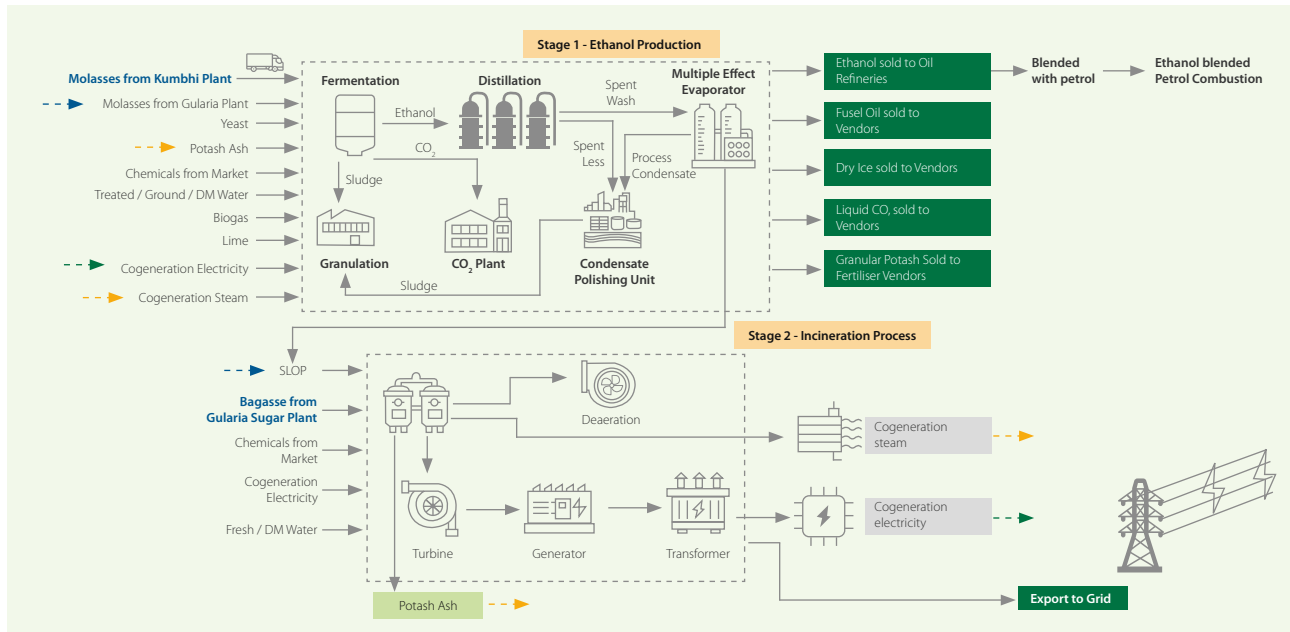 Stage 1 - Ethanol Production
Molasses from Kumbhi Plant
Molasses from Gularia Plant
Yeast
Potash Ash
Chemicals from Market
Treated / Ground / DM Water
Biogas
Lime
Cogeneration Electricity
Cogeneration Steam
Fermentation
Ethanol
CO2
Sludge
Distillation
Spent
Wash
Spent
Less
Process
Condensate
Multiple Effect
Evaporator
Granulation
CO2 Plant
Condensate
Polishing Unit
Sludge
Ethanol sold to Oil
Refineries
Blended
with petrol
Ethanol blended
Petrol Combustion
Fusel Oil sold to
Vendors
Dry Ice sold to Vendors
Liquid CO, sold to
Vendors
Granular Potash Sold to
Fertiliser Vendors
Stage 2 - Incineration Process
SLOP
Bagasse from
Gularia Sugar Plant
Chemicals from
Market
Cogeneration
Electricity
Fresh / DM Water
Deaeration
Turbine
Generator
Transformer
Cogeneration
steam
Cogeneration
electricity
Potash Ash
Export to Grid